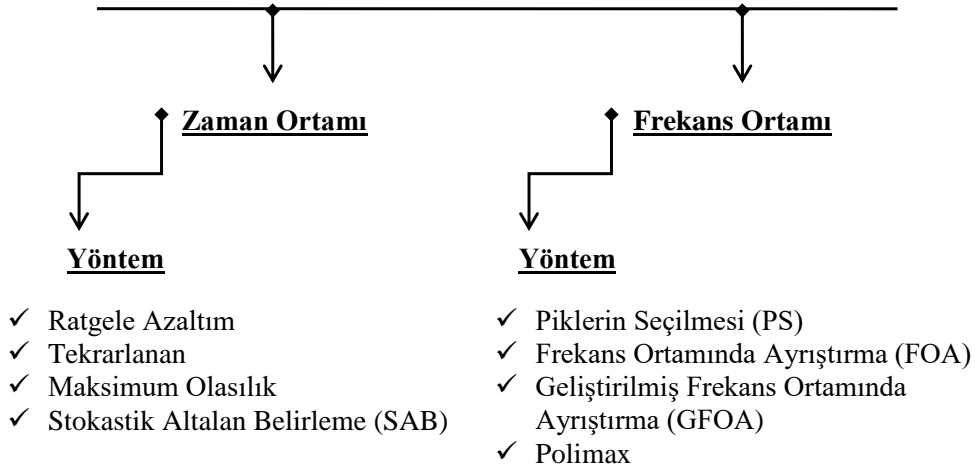 Zaman Ortamı
Yöntem
Ratgele Azaltım
Tekrarlanan
Maksimum Olasılık
Stokastik Altalan Belirleme (SAB)
Frekans Ortamı
Yöntem
Piklerin Seçilmesi (PS)
Frekans Ortamında Ayrıştırma (FOA)
Geliştirilmiş Frekans Ortamında
Ayrıştırma (GFOA)
Polimax